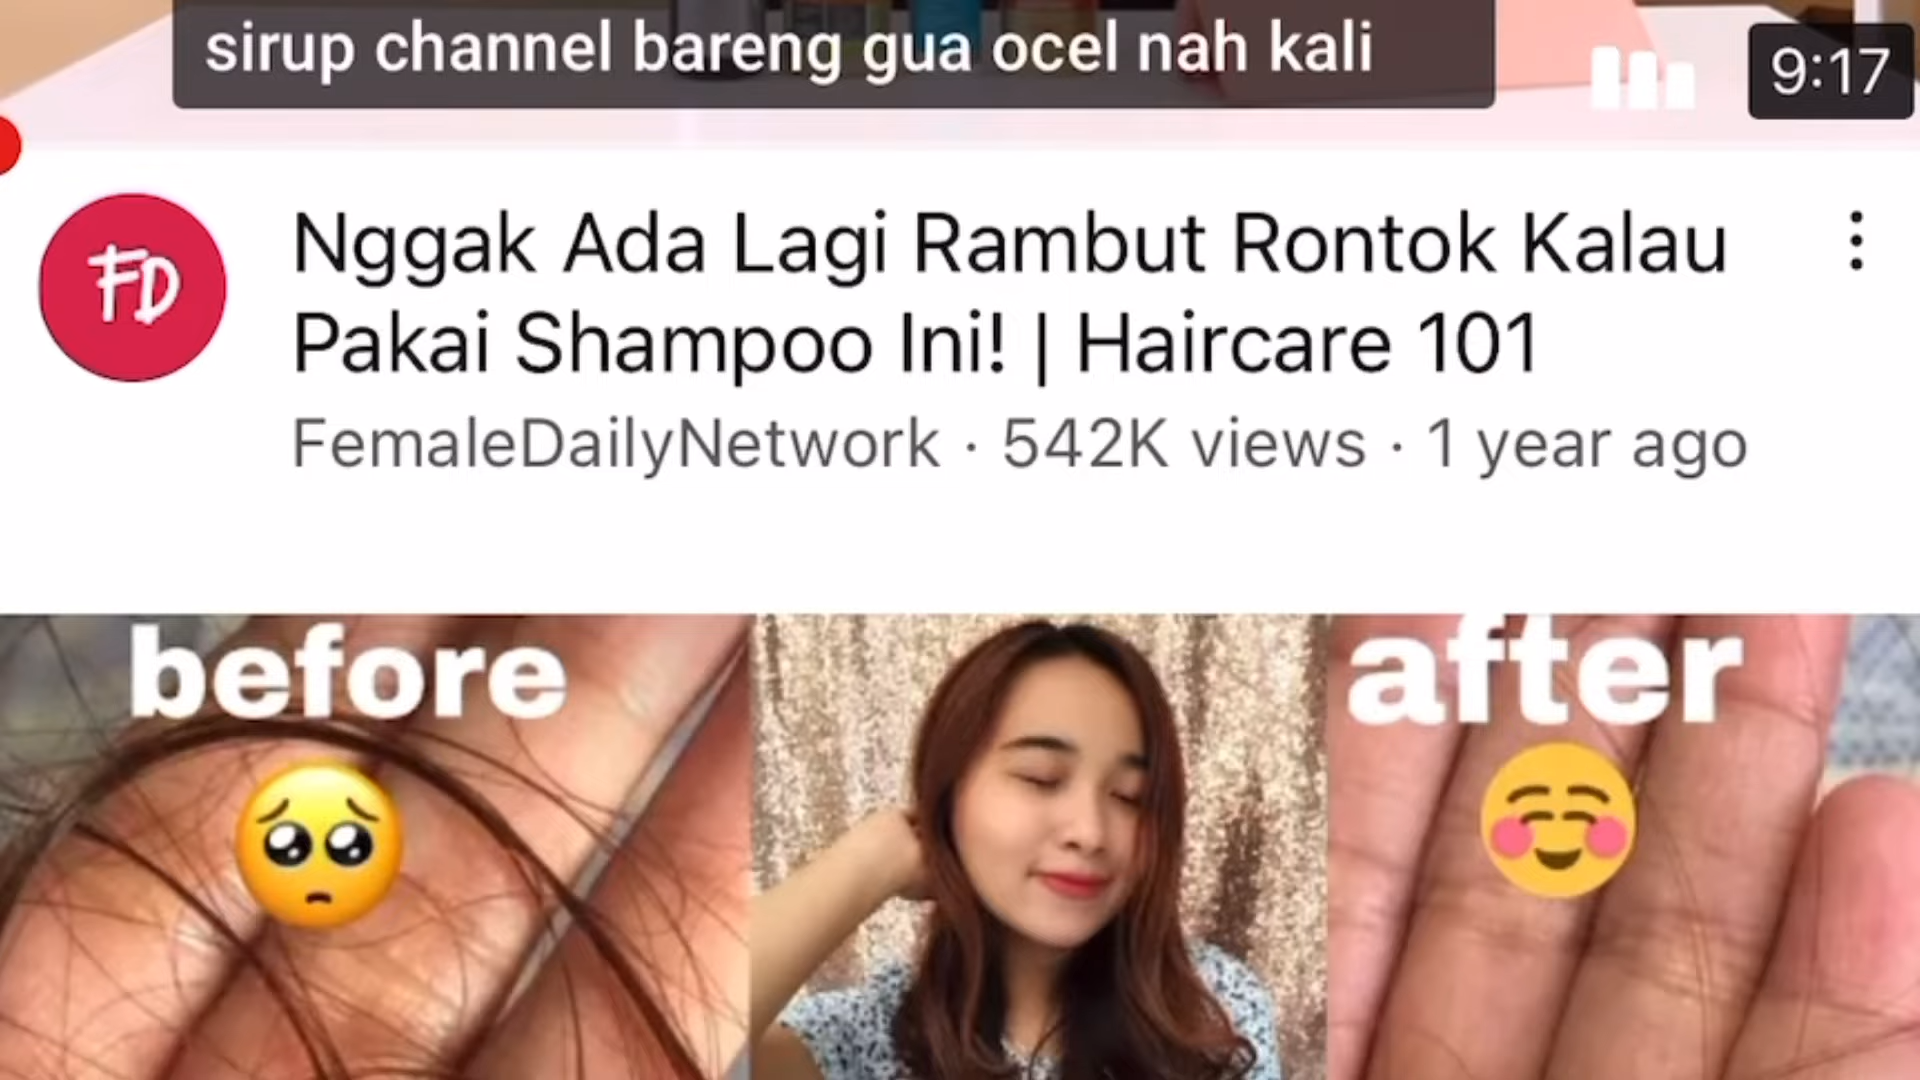 sirup channel bareng gua ocel nah kali
9:17
FD
Nggak Ada Lagi Rambut Rontok Kalau
Pakai Shampoo Ini! | Haircare 101
FemaleDailyNetwork · 542K views · 1 year ago
before
after